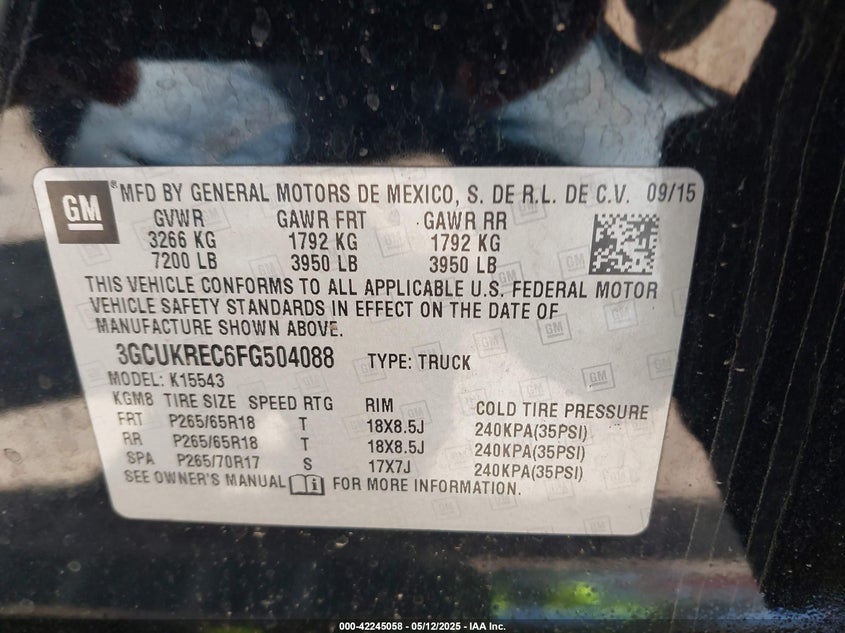 GM ® MFD BY GENERAL MOTORS DE MEXICO, S. DE R.L. DE C.V. 09/15
GVWR GAWR FRT GAWR RR
3266 KG 1792 KG 1792 KG
7200 LB 3950 LB 3950 LB
THIS VEHICLE CONFORMS TO ALL APPLICABLE U.S. FEDERAL MOTOR
VEHICLE SAFETY STANDARDS IN EFFECT ON THE DATE OF
MANUFACTURE SHOWN ABOVE.
3GCUKREC6FG504088 TYPE: TRUCK
MODEL: K15543
KGM8 TIRE SIZE SPEED RTG RIM COLD TIRE PRESSURE
FRT P265/65R18 T 18X8.5J 240KPA(35PSI)
RR P265/65R18 T 18X8.5J 240KPA(35PSI)
SPA P265/70R17 S 17X7J 240KPA(35PSI)
SEE OWNER'S MANUAL i FOR MORE INFORMATION.
000-42245058 - 05/12/2025 - IAA Inc.